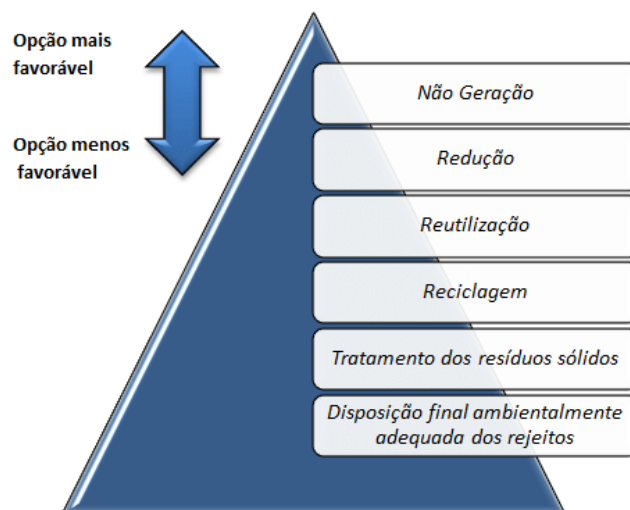 Opção mais
favorável
Opção menos
favorável
Não Geração
Redução
Reutilização
Reciclagem
Tratamento dos resíduos sólidos
Disposição final ambientalmente
adequada dos rejeitos